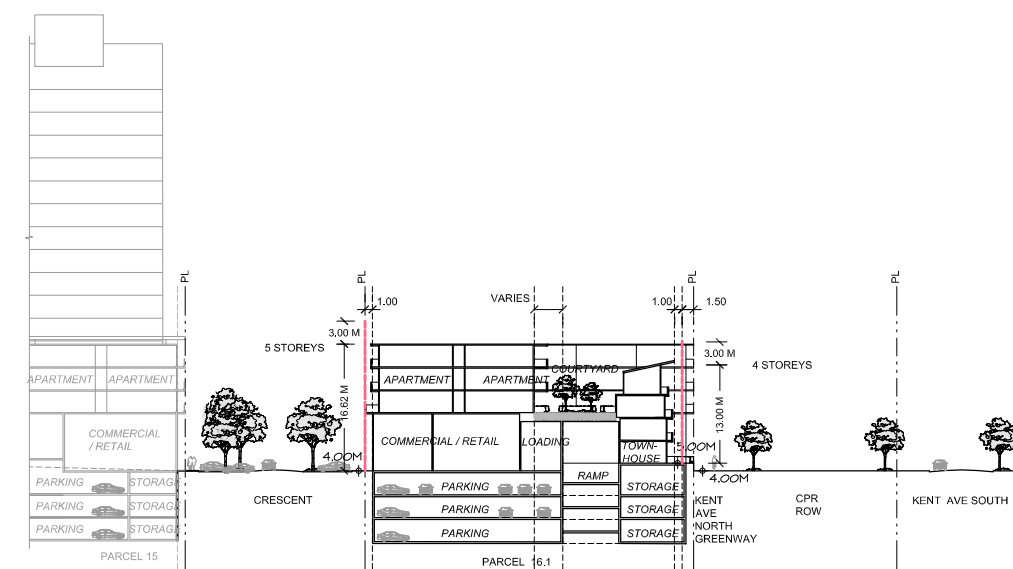 PL
PL
PL
PL
1.00
VARIES
1.00
1.50
3.00 M
5 STOREYS
3.00 M
4 STOREYS
COURTYARD
APARTMENT
APARTMENT
APARTMENT
APARTMENT
16.62 M
13.00 M
COMMERCIAL
/ RETAIL
COMMERCIAL / RETAIL
LOADING
TOWN-
HOUSE
5.00M
4.00M
4.00M
RAMP
PARKING
STORAGE
PARKING
STORAGE
CRESCENT
KENT
AVE
NORTH
GREENWAY
CPR
ROW
KENT AVE SOUTH
PARKING
STORAGE
PARKING
STORAGE
PARKING
STORAGE
PARKING
STORAGE
PARCEL 15
PARCEL 16.1